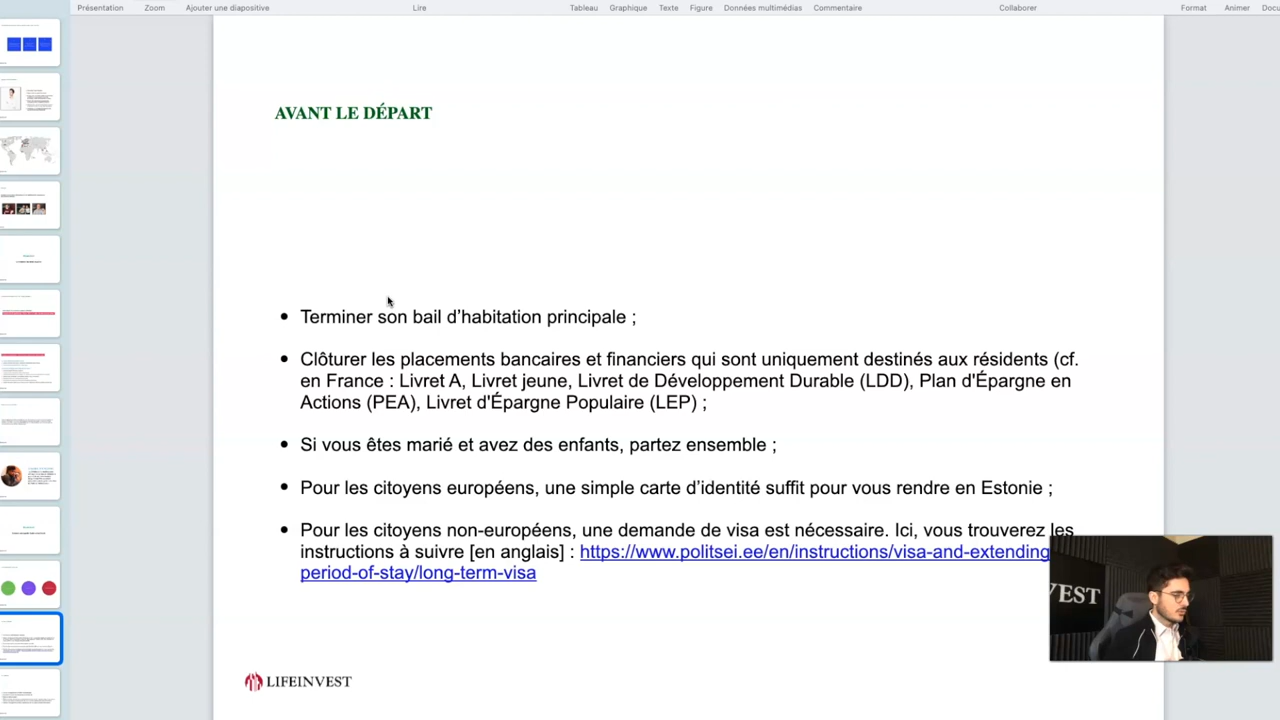 Présentation Zoom Ajouter une diapositive Lire Tableau Graphique Texte Figure Données multimédias Commentaire Collaborer Format Animer Docu
AVANT LE DÉPART
• Terminer son bail d’habitation principale ;
• Clôturer les placements bancaires et financiers qui sont uniquement destinés aux résidents (cf.
en France : Livret A, Livret jeune, Livret de Développement Durable (LDD), Plan d'Épargne en
Actions (PEA), Livret d'Épargne Populaire (LEP) ;
• Si vous êtes marié et avez des enfants, partez ensemble ;
• Pour les citoyens européens, une simple carte d’identité suffit pour vous rendre en Estonie ;
• Pour les citoyens non-européens, une demande de visa est nécessaire. Ici, vous trouverez les
instructions à suivre [en anglais] : https://www.politsei.ee/en/instructions/visa-and-extending
period-of-stay/long-term-visa
VEST
LIFEINVEST